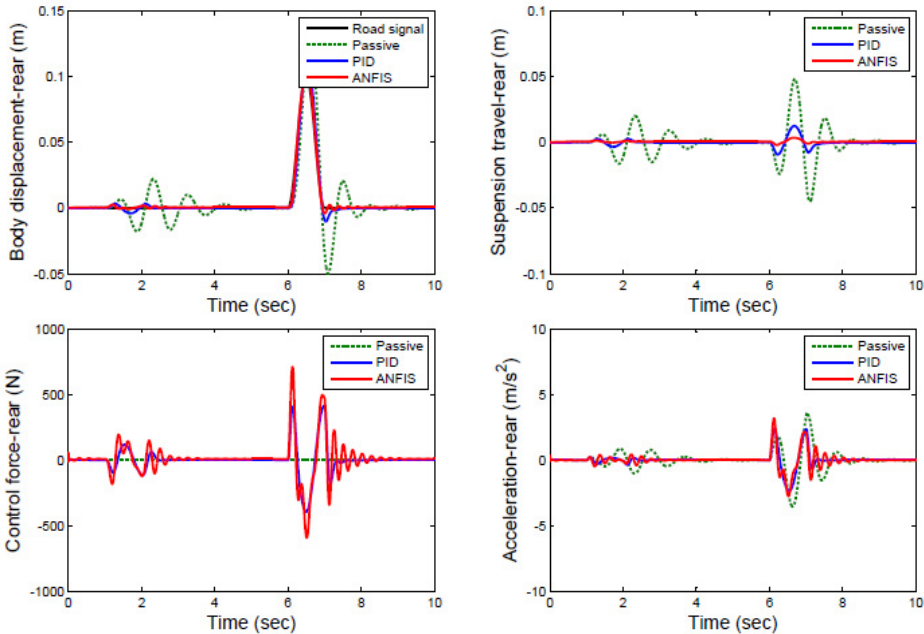 0.15
0.1
0.05
0
-0.05
Body displacement-rear (m)
Road signal
Passive
PID
ANFIS
0 2 4 6 8 10
Time (sec)
0.1
0.05
0
-0.05
-0.1
Suspension travel-rear (m)
Passive
PID
ANFIS
0 2 4 6 8 10
Time (sec)
1000
500
0
-500
-1000
Control force-rear (N)
Passive
PID
ANFIS
0 2 4 6 8 10
Time (sec)
10
5
0
-5
-10
Acceleration-rear (m/s²)
Passive
PID
ANFIS
0 2 4 6 8 10
Time (sec)